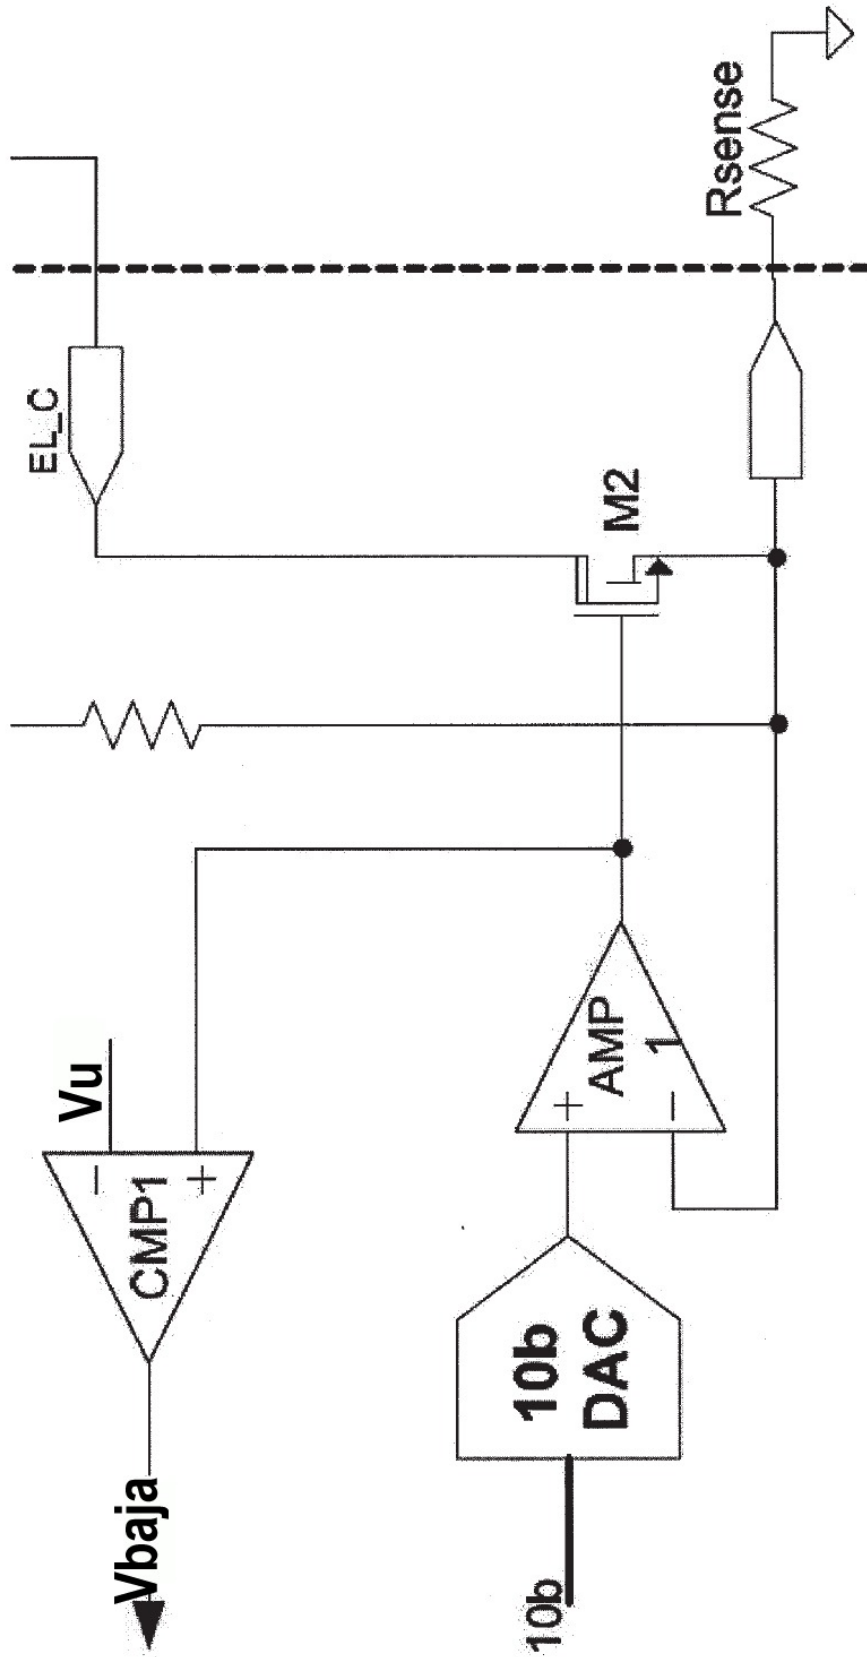 Vbaja
CMP1
-
+
Vu
EL_C
10b
10b
DAC
+
-
AMP
1
M2
Rsense